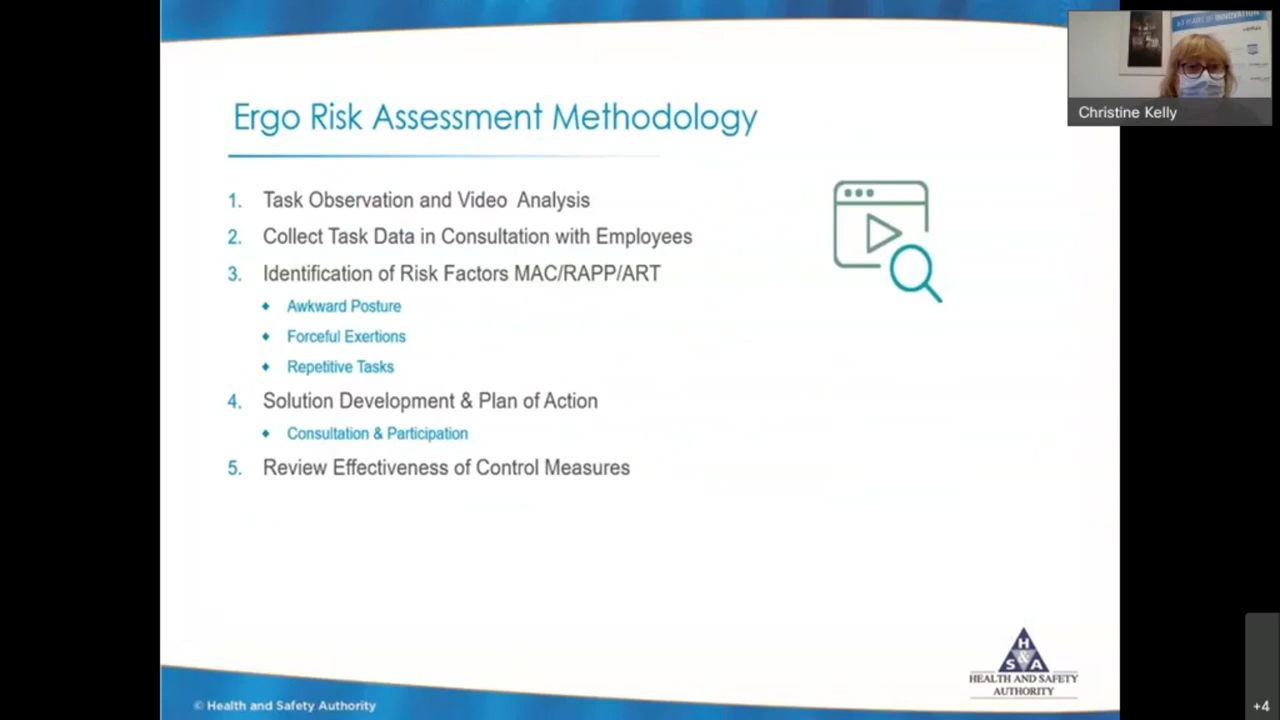 Ergo Risk Assessment Methodology
1. Task Observation and Video Analysis
2. Collect Task Data in Consultation with Employees
3. Identification of Risk Factors MAC/RAPP/ART
Awkward Posture
Forceful Exertions
Repetitive Tasks
4. Solution Development & Plan of Action
Consultation & Participation
5. Review Effectiveness of Control Measures
Christine Kelly
H
S & A
HEALTH AND SAFETY
AUTHORITY
© Health and Safety Authority
+4